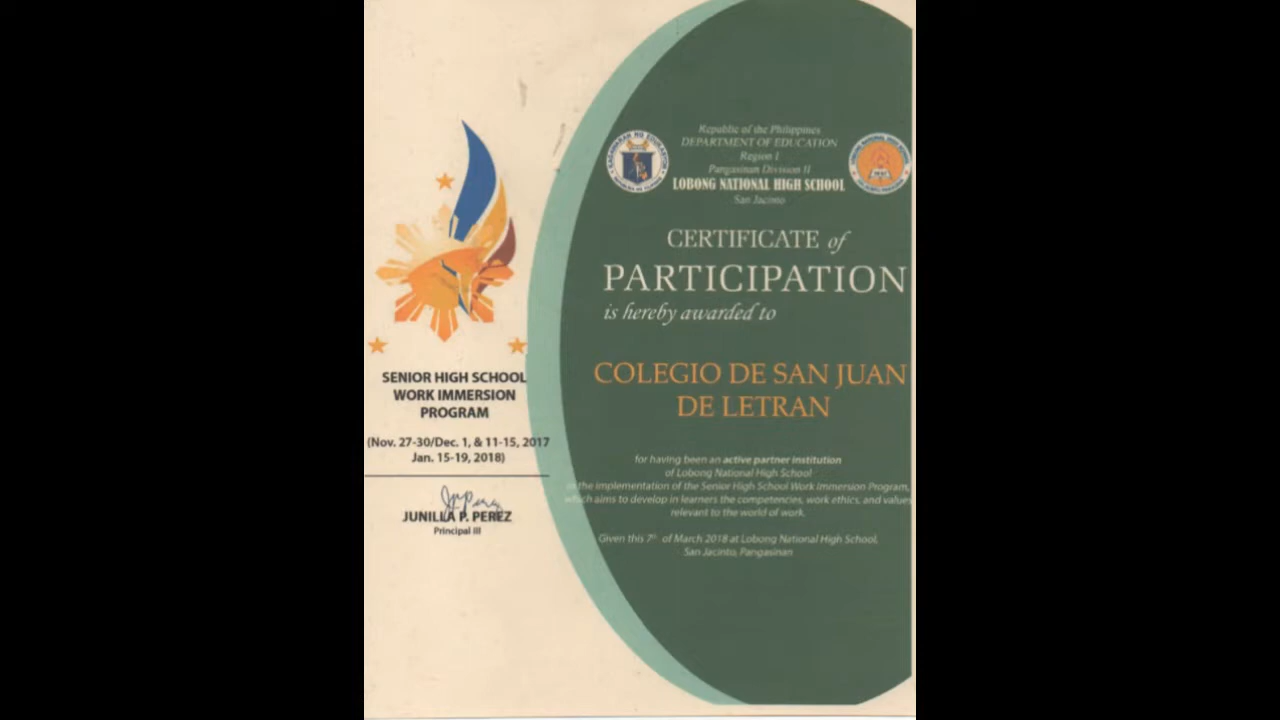 SENIOR HIGH SCHOOL
WORK IMMERSION
PROGRAM
(Nov. 27-30/Dec. 1, & 11-15, 2017
Jan. 15-19, 2018)
JUNILLA P. PEREZ
Principal III
Republic of the Philippines
DEPARTMENT OF EDUCATION
Region I
Pangasinan Division II
LOBONG NATIONAL HIGH SCHOOL
San Jacinto
CERTIFICATE of
PARTICIPATION
is hereby awarded to
COLEGIO DE SAN JUAN
DE LETRAN
for having been an active partner institution
of Lobong National High School
the implementation of the Senior High School Work Immersion Program,
which aims to develop in learners the competencies, work ethics, and values
relevant to the world of work.
Given this 7th of March 2018 at Lobong National High School,
San Jacinto, Pangasinan